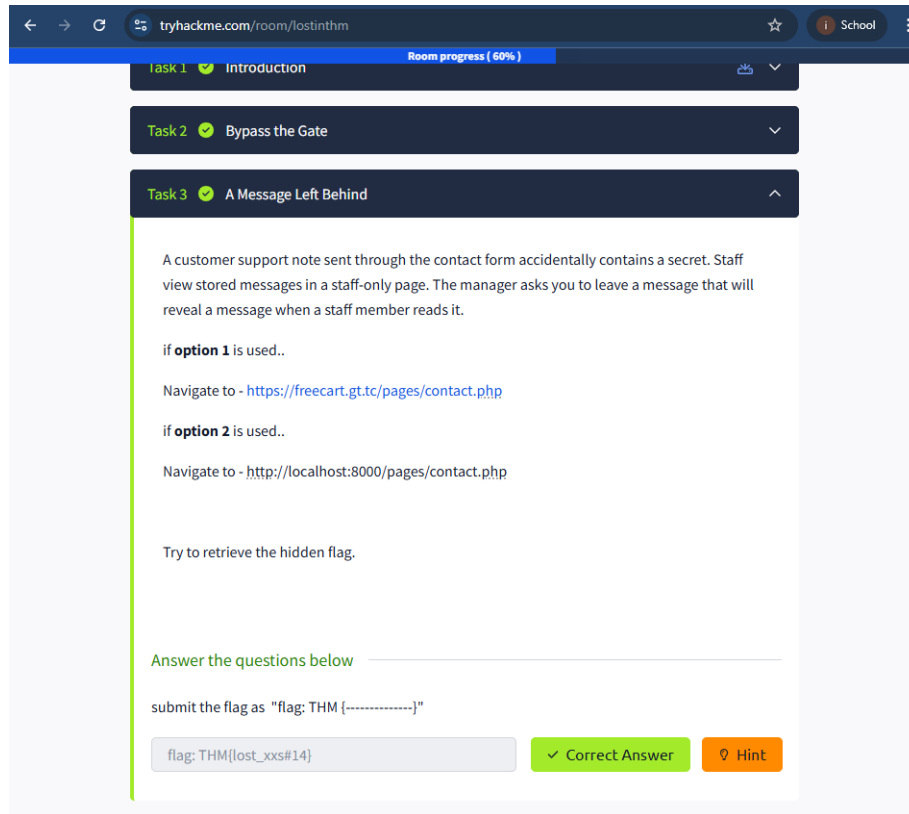 tryhackme.com/room/lostinthm
i School
Room progress ( 60% )
Task 1 Introduction
Task 2 Bypass the Gate
Task 3 A Message Left Behind
A customer support note sent through the contact form accidentally contains a secret. Staff
view stored messages in a staff-only page. The manager asks you to leave a message that will
reveal a message when a staff member reads it.
if option 1 is used..
Navigate to - https://freecart.gt.tc/pages/contact.php
if option 2 is used..
Navigate to - http://localhost:8000/pages/contact.php
Try to retrieve the hidden flag.
Answer the questions below
submit the flag as "flag: THM {--------------}"
flag: THM{lost_xxs#14}
Correct Answer
Hint